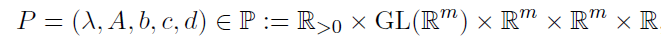 P = (λ, A, b, c, d) ∈ ℙ := ℝ_{>0} × GL(ℝ^m) × ℝ^m × ℝ^m × ℝ